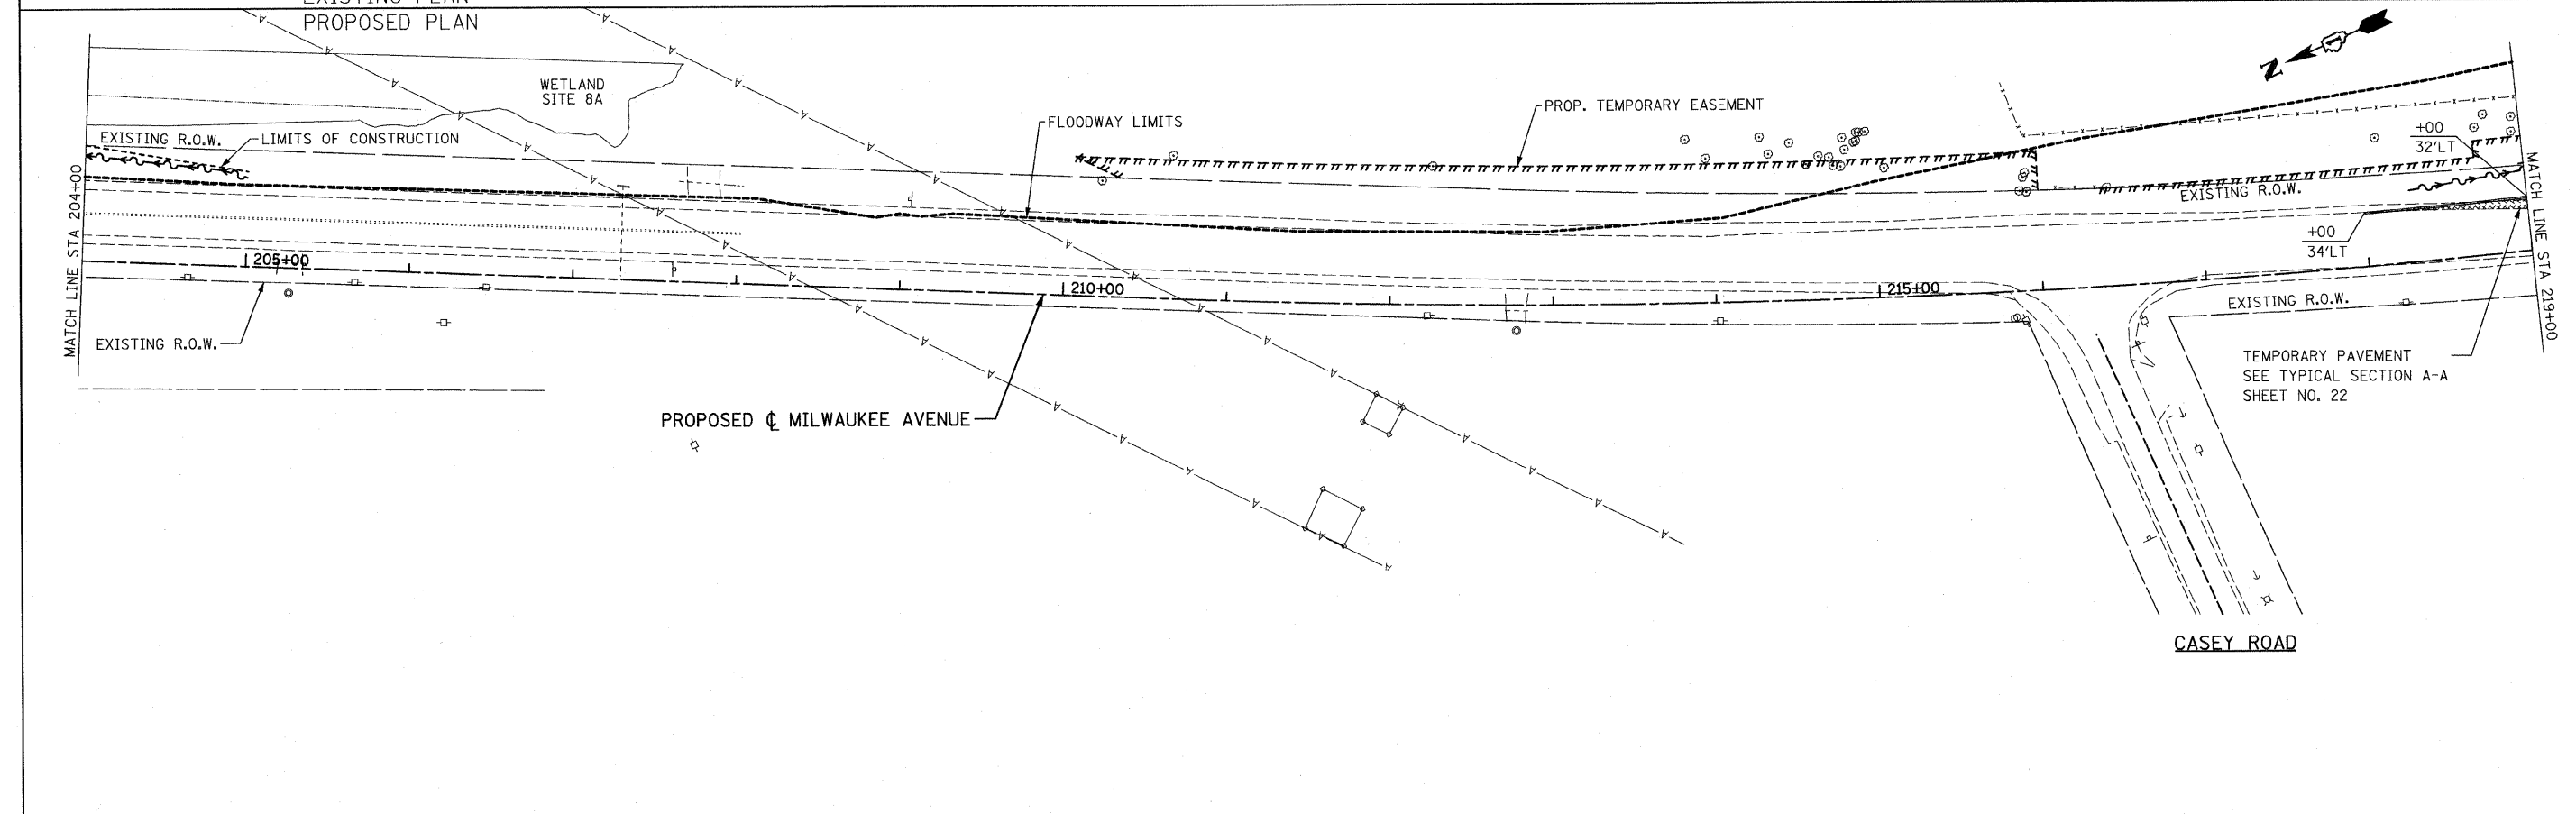 PROPOSED PLAN
N
WETLAND
SITE 8A
PROP. TEMPORARY EASEMENT
FLOODWAY LIMITS
EXISTING R.O.W.
LIMITS OF CONSTRUCTION
+00
32'LT
MATCH LINE STA 204+00
MATCH LINE STA 219+00
EXISTING R.O.W.
+00
34'LT
205+00
210+00
215+00
EXISTING R.O.W.
EXISTING R.O.W.
TEMPORARY PAVEMENT
SEE TYPICAL SECTION A-A
SHEET NO. 22
PROPOSED ℄ MILWAUKEE AVENUE
CASEY ROAD